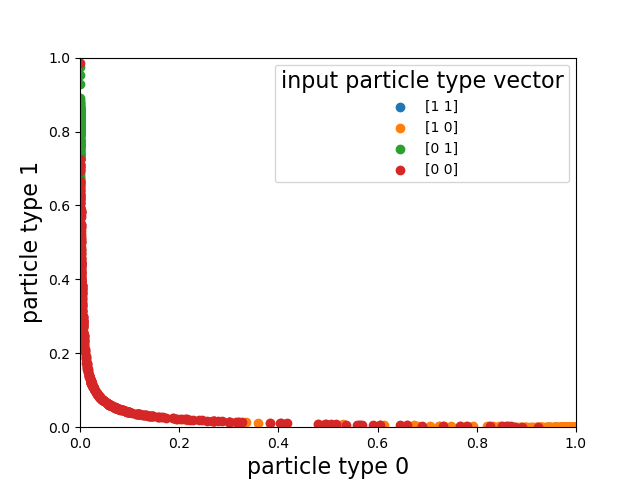 input particle type vector
[1 1]
[1 0]
[0 1]
[0 0]
1.0
0.8
0.6
0.4
0.2
0.0
particle type 1
0.0 0.2 0.4 0.6 0.8 1.0
particle type 0